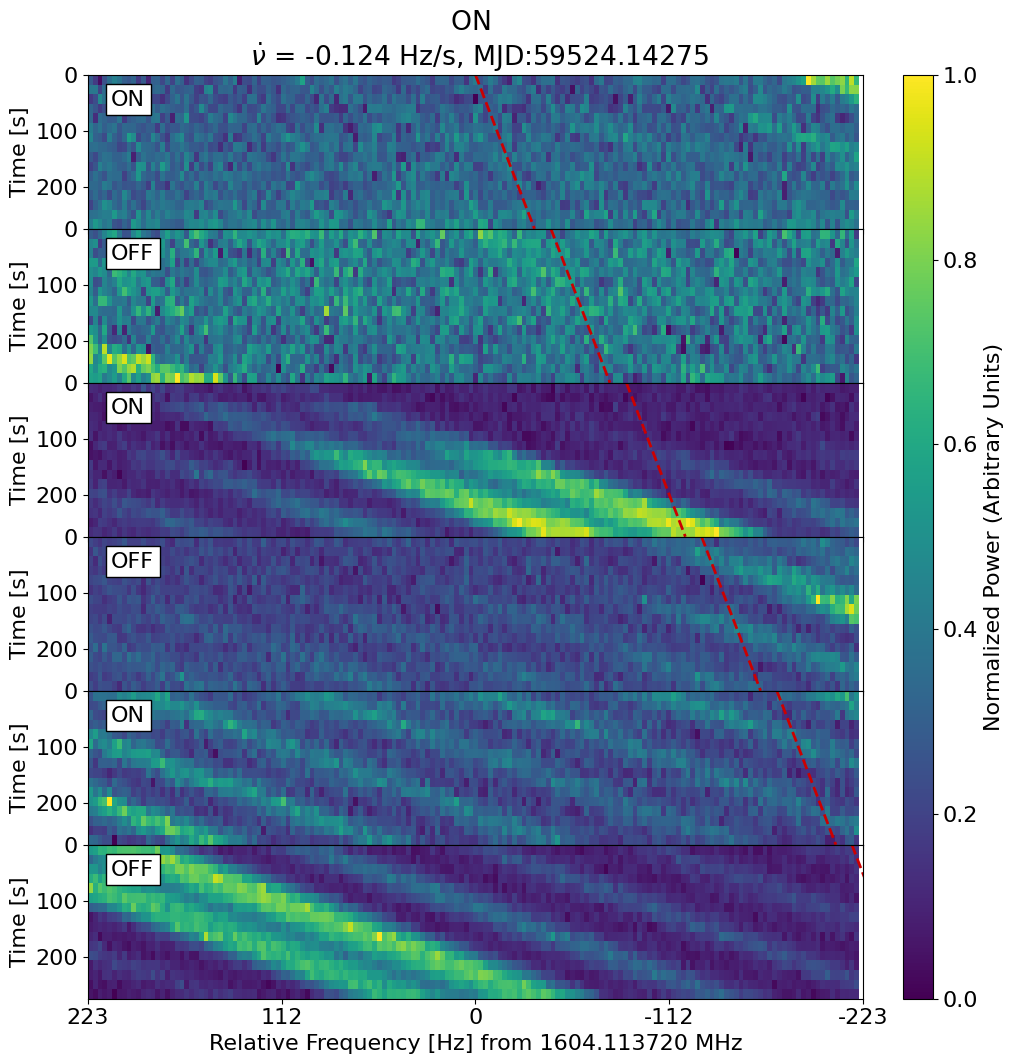 ON
ν̇ = -0.124 Hz/s, MJD:59524.14275
0
100
200
Time [s]
ON
0
100
200
Time [s]
OFF
0
100
200
Time [s]
ON
0
100
200
Time [s]
OFF
0
100
200
Time [s]
ON
0
100
200
Time [s]
OFF
223 112 0 -112 -223
Relative Frequency [Hz] from 1604.113720 MHz
1.0
0.8
0.6
0.4
0.2
0.0
Normalized Power (Arbitrary Units)